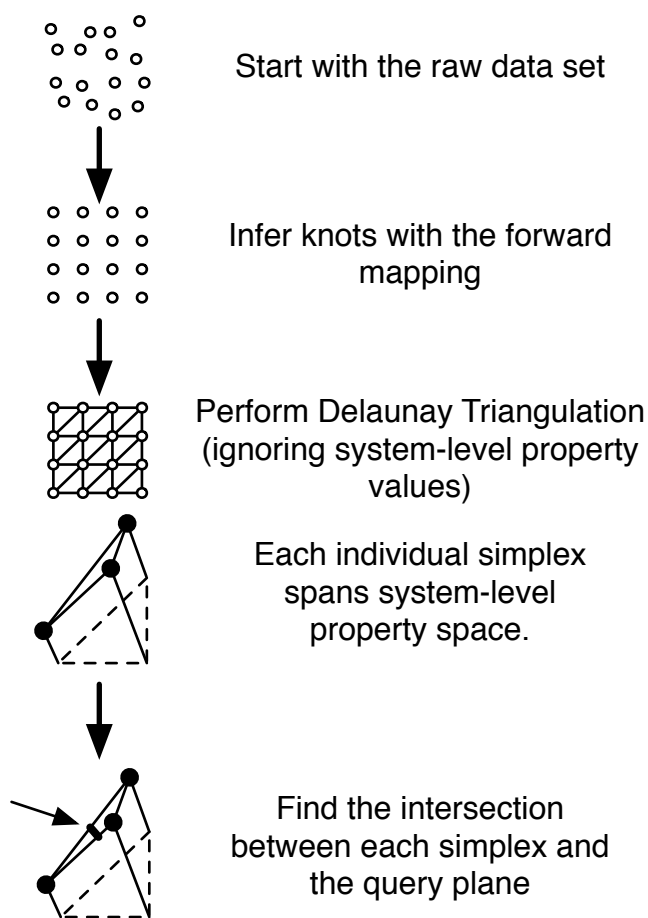 Start with the raw data set
Infer knots with the forward
mapping
Perform Delaunay Triangulation
(ignoring system-level property
values)
Each individual simplex
spans system-level
property space.
Find the intersection
between each simplex and
the query plane